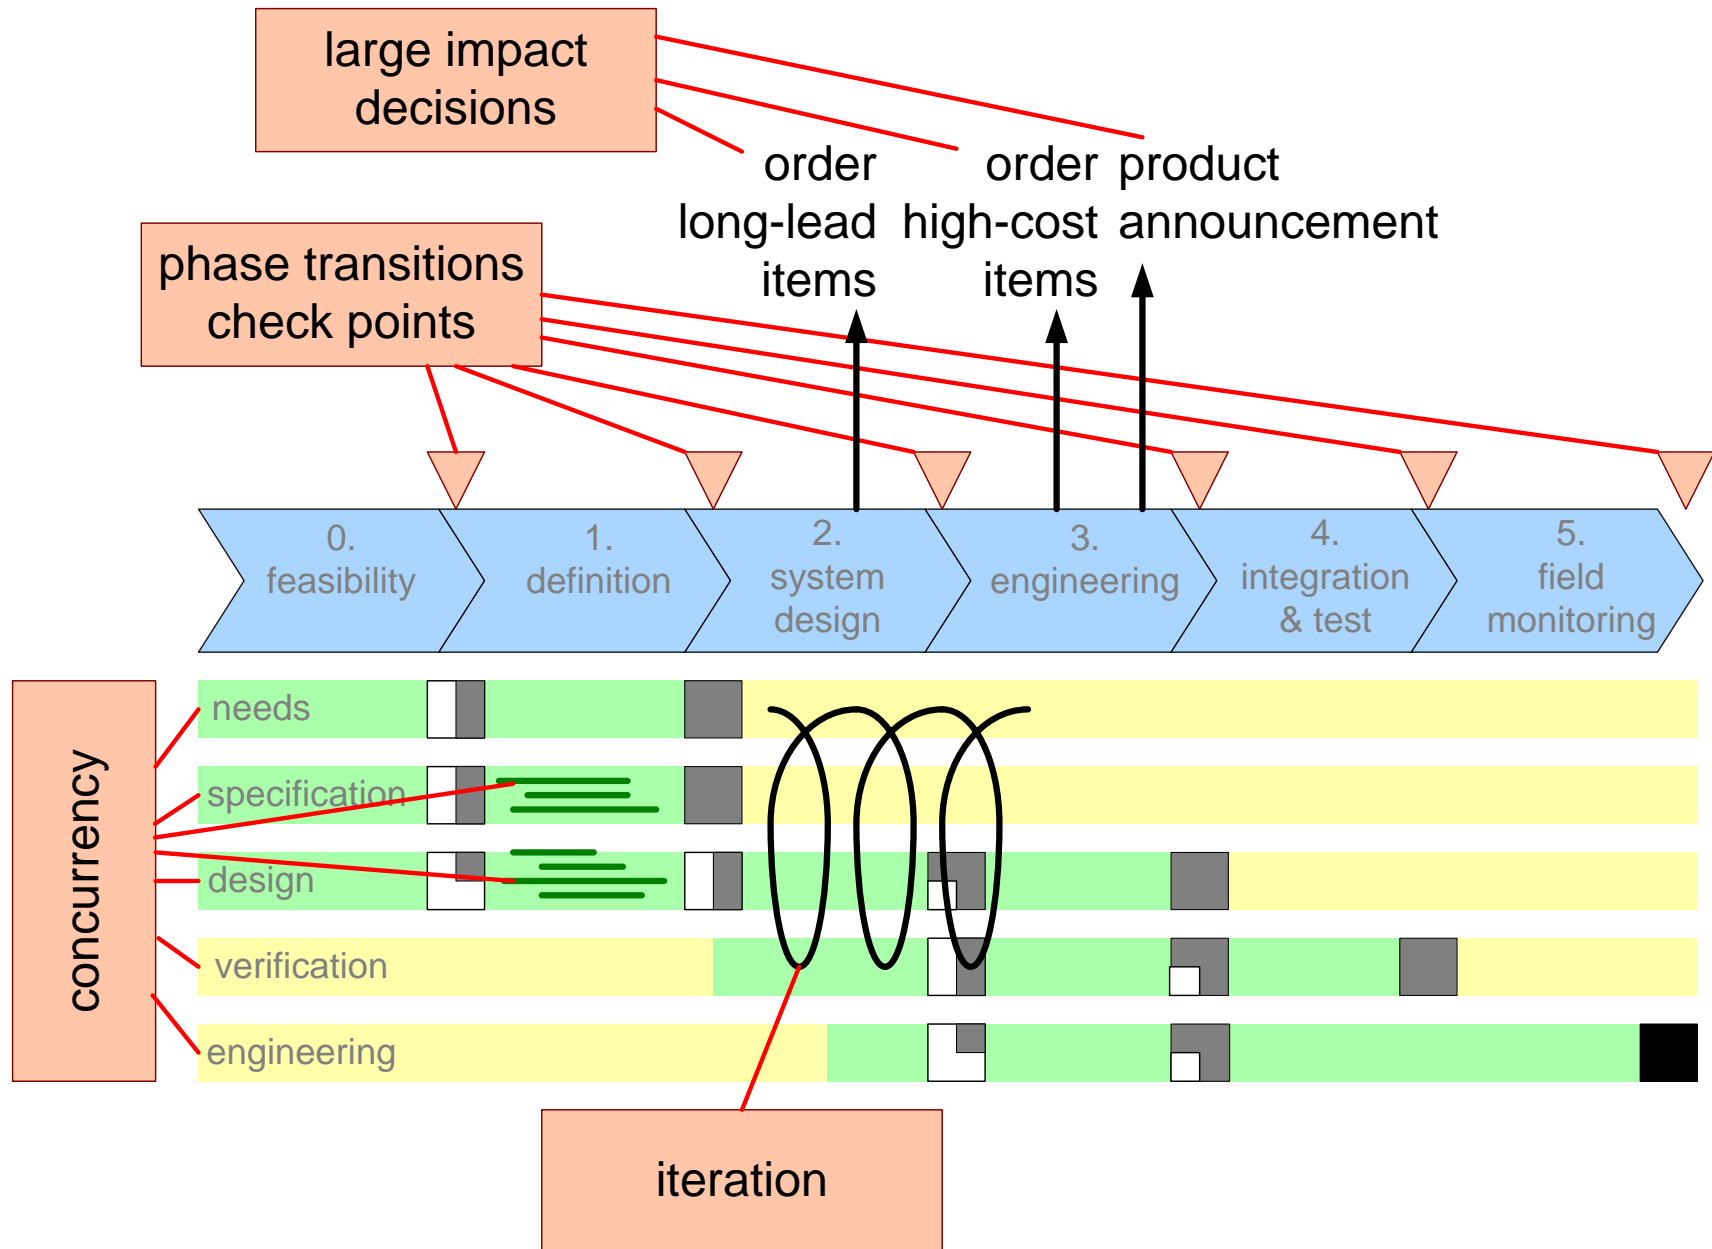 large impact
decisions
order
long-lead
items
order
high-cost
items
product
announcement
phase transitions
check points
0.
feasibility
1.
definition
2.
system
design
3.
engineering
4.
integration
& test
5.
field
monitoring
concurrency
needs
specification
design
verification
engineering
iteration